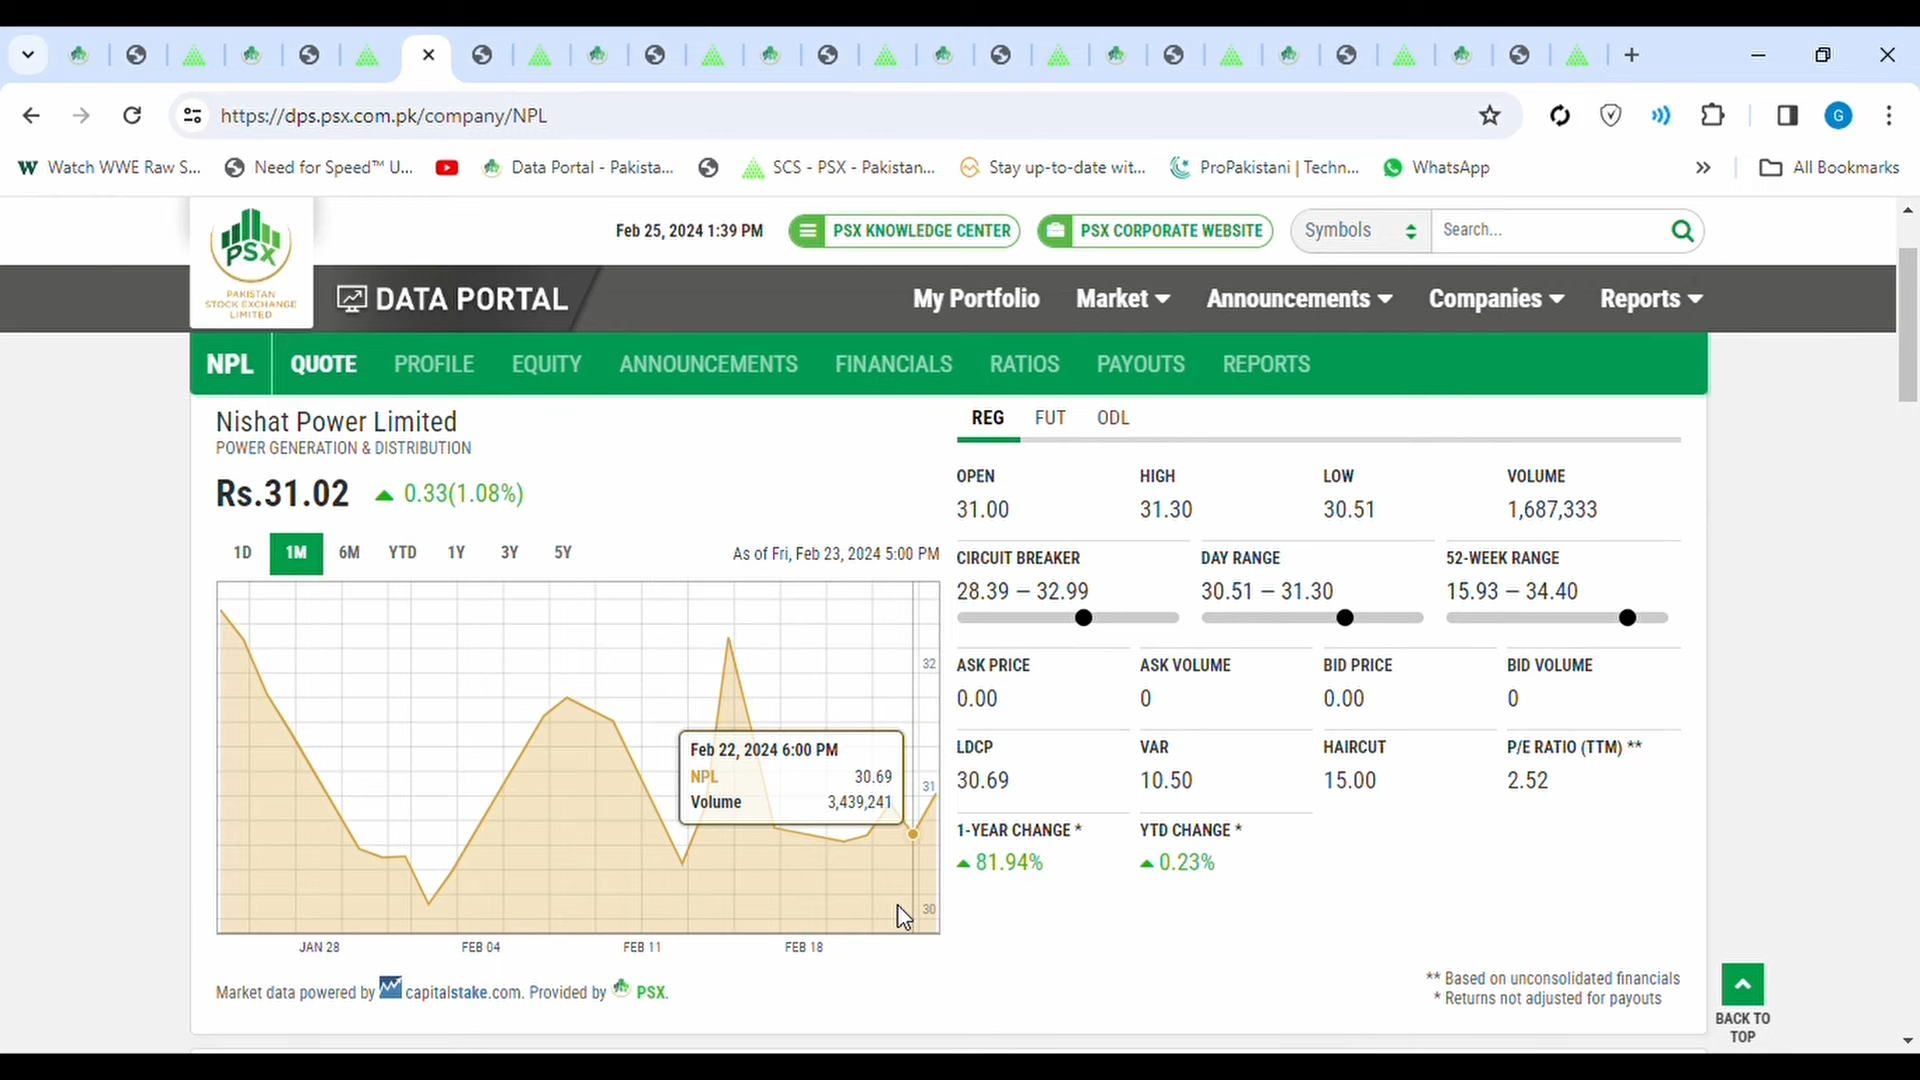 https://dps.psx.com.pk/company/NPL
G
W Watch WWE Raw S... Need for Speed™ U... Data Portal - Pakista... SCS - PSX - Pakistan... Stay up-to-date wit... ProPakistani | Techn... WhatsApp » All Bookmarks
PSX
PAKISTAN
STOCK EXCHANGE
LIMITED
Feb 25, 2024 1:39 PM PSX KNOWLEDGE CENTER PSX CORPORATE WEBSITE Symbols Search...
DATA PORTAL My Portfolio Market Announcements Companies Reports
NPL QUOTE PROFILE EQUITY ANNOUNCEMENTS FINANCIALS RATIOS PAYOUTS REPORTS
Nishat Power Limited
POWER GENERATION & DISTRIBUTION
Rs.31.02 0.33(1.08%)
1D 1M 6M YTD 1Y 3Y 5Y As of Fri, Feb 23, 2024 5:00 PM
32
31
30
Feb 22, 2024 6:00 PM
NPL 30.69
Volume 3,439,241
JAN 28 FEB 04 FEB 11 FEB 18
Market data powered by capitalstake.com. Provided by PSX.
REG FUT ODL
OPEN HIGH LOW VOLUME
31.00 31.30 30.51 1,687,333
CIRCUIT BREAKER DAY RANGE 52-WEEK RANGE
28.39 — 32.99 30.51 — 31.30 15.93 — 34.40
ASK PRICE ASK VOLUME BID PRICE BID VOLUME
0.00 0 0.00 0
LDCP VAR HAIRCUT P/E RATIO (TTM) **
30.69 10.50 15.00 2.52
1-YEAR CHANGE * YTD CHANGE *
81.94% 0.23%
** Based on unconsolidated financials
* Returns not adjusted for payouts
BACK TO
TOP